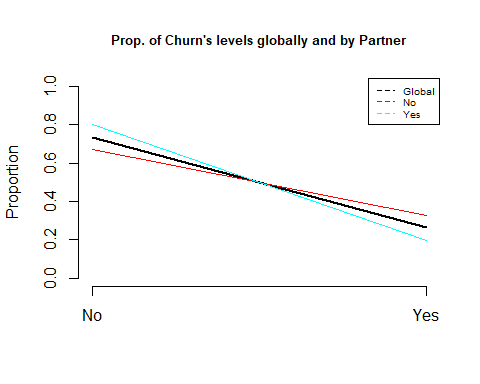 Prop. of Churn's levels globally and by Partner
Global
No
Yes
Proportion
1.0
0.8
0.6
0.4
0.2
0.0
No
Yes